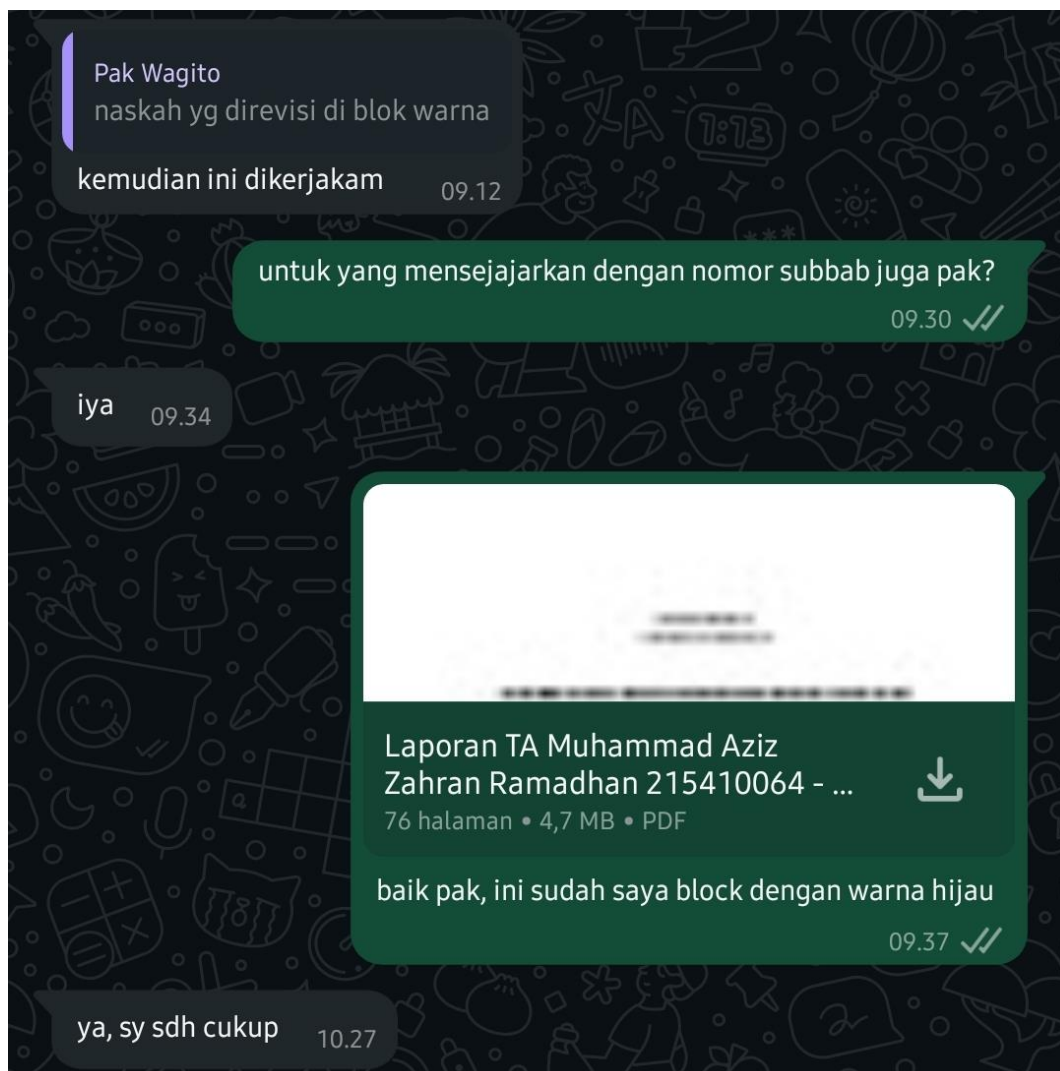 Pak Wagito
naskah yg direvisi di blok warna
kemudian ini dikerjakam
09.12
untuk yang mensejajarkan dengan nomor subbab juga pak?
09.30
iya
09.34
Laporan TA Muhammad Aziz
Zahran Ramadhan 215410064 - ...
76 halaman • 4,7 MB • PDF
baik pak, ini sudah saya block dengan warna hijau
09.37
ya, sy sdh cukup
10.27